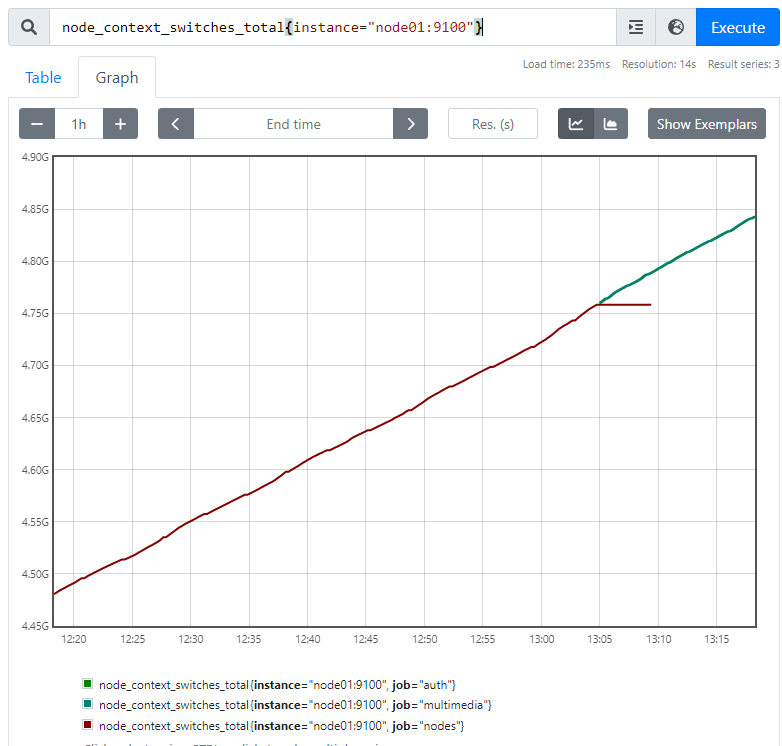 node_context_switches_total{instance="node01:9100"}
Execute
Load time: 235ms Resolution: 14s Result series: 3
Table Graph
− 1h + End time Res. (s) Show Exemplars
4.90G
4.85G
4.80G
4.75G
4.70G
4.65G
4.60G
4.55G
4.50G
4.45G
12:20 12:25 12:30 12:35 12:40 12:45 12:50 12:55 13:00 13:05 13:10 13:15
node_context_switches_total{instance="node01:9100", job="auth"}
node_context_switches_total{instance="node01:9100", job="multimedia"}
node_context_switches_total{instance="node01:9100", job="nodes"}